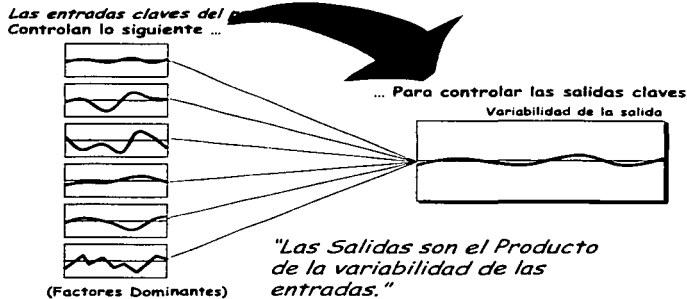 Las entradas claves del
Controlan lo siguiente ...
... Para controlar las salidas claves
Variabilidad de la salida
"Las Salidas son el Producto
de la variabilidad de las
entradas."
(Factores Dominantes)